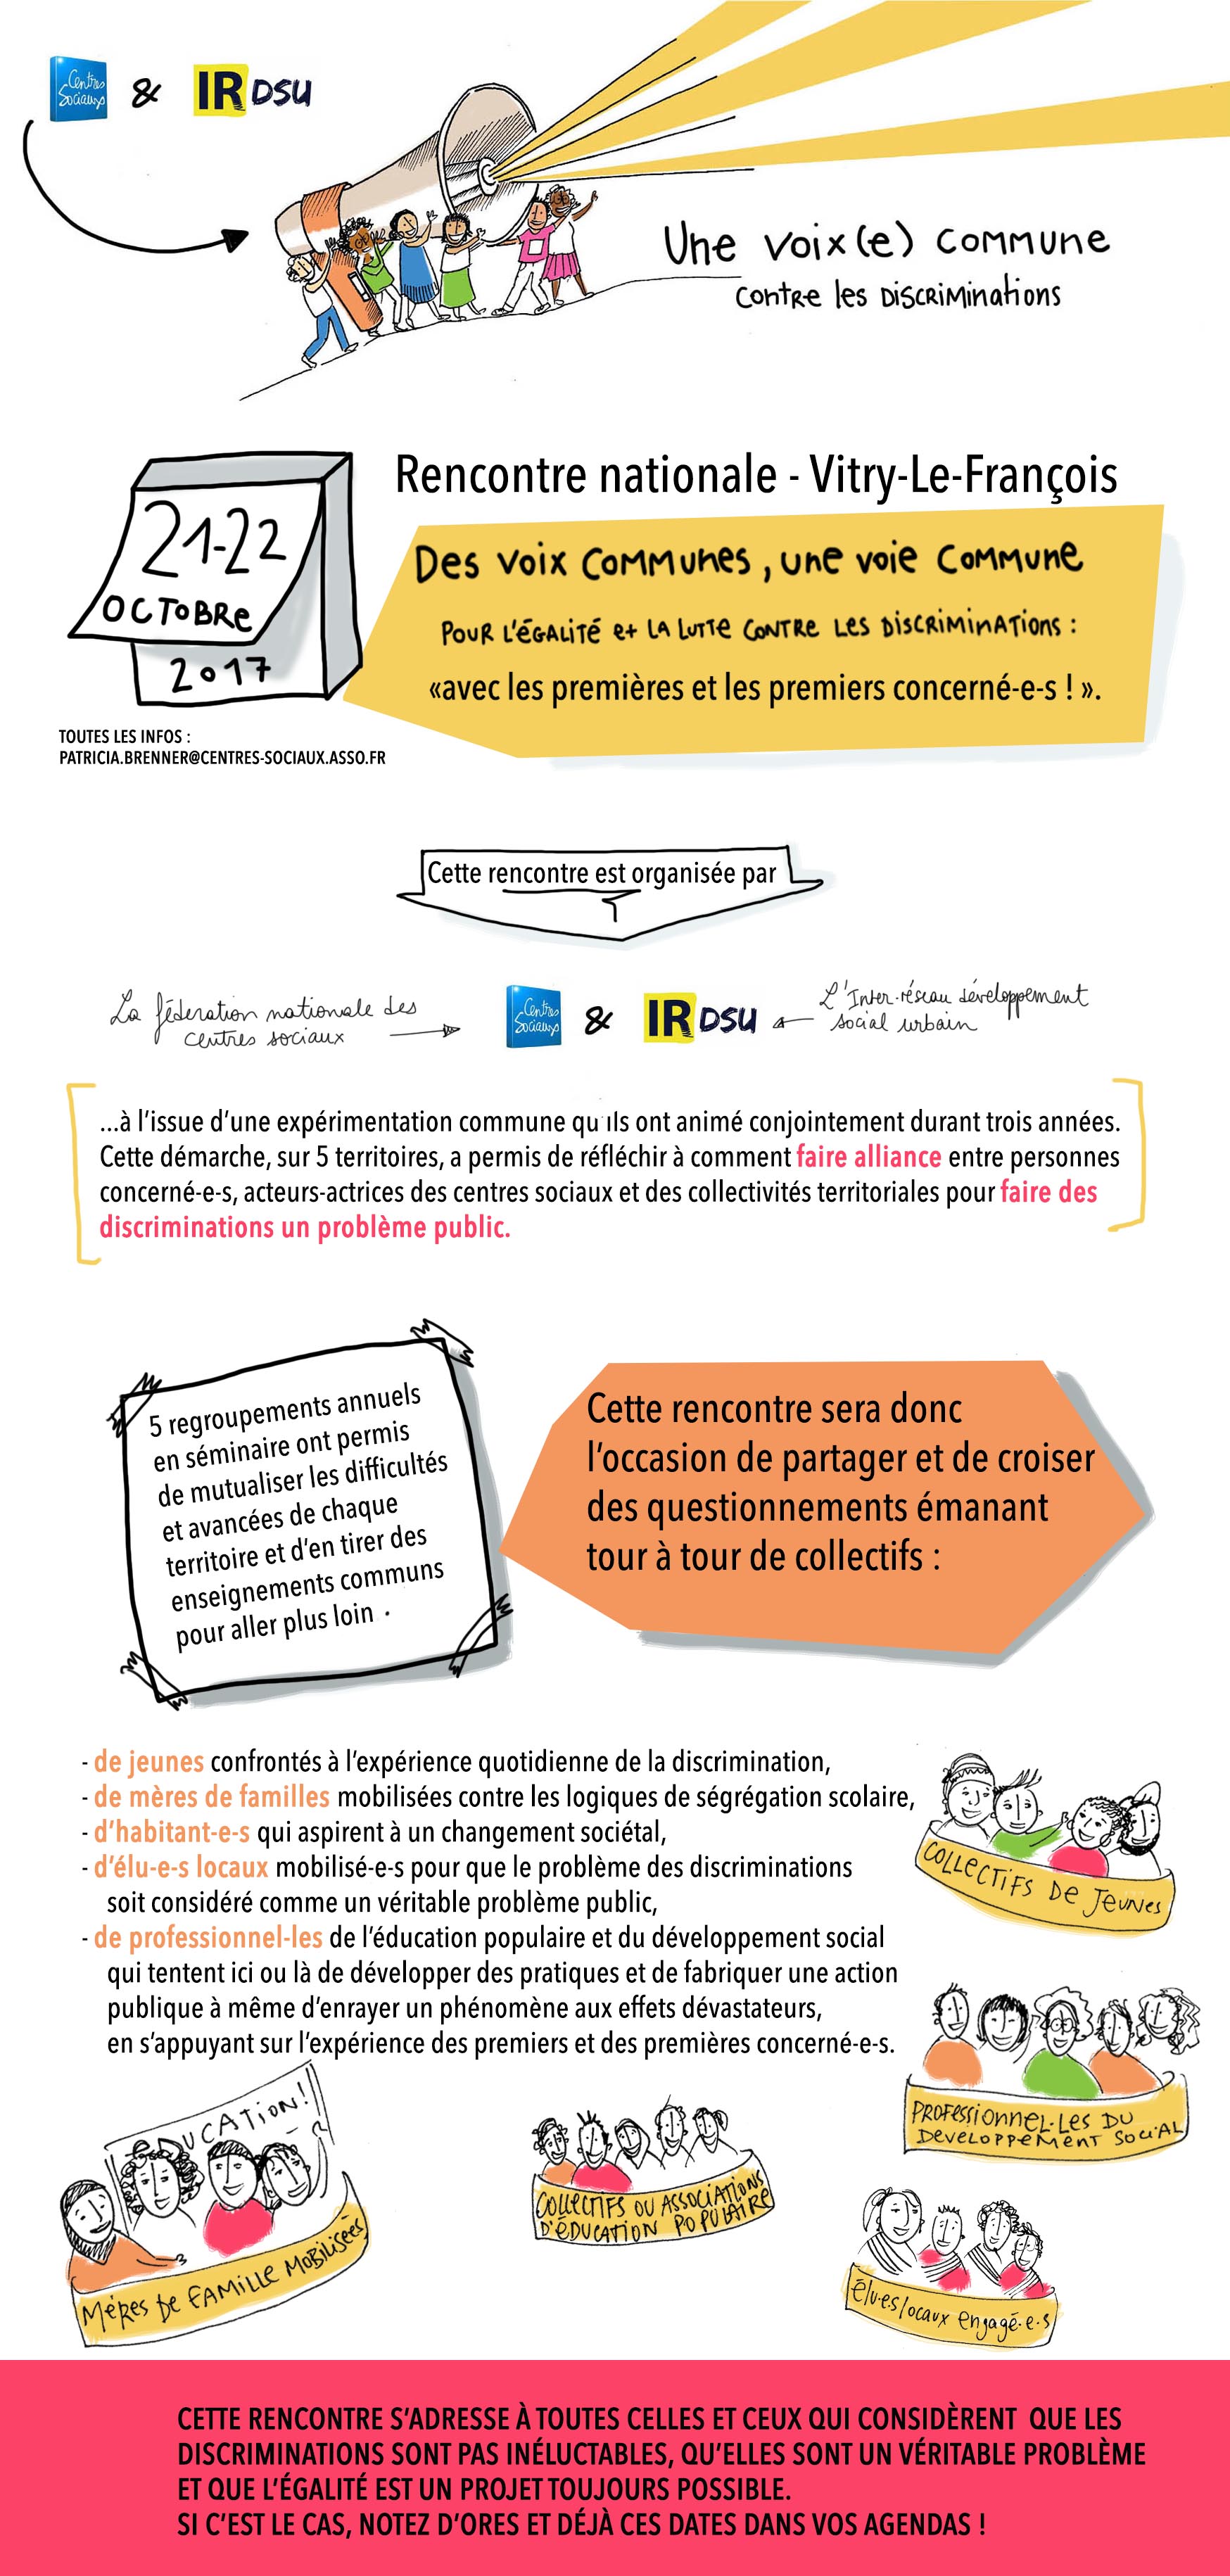 Centres
Sociaux
&
IRDSU
Une voix(e) commune
contre les discriminations
21-22
octobre
2017
Rencontre nationale - Vitry-Le-François
Des voix communes, une voie commune
pour l'égalité et la lutte contre les discriminations :
«avec les premières et les premiers concerné-e-s ! ».
TOUTES LES INFOS :
PATRICIA.BRENNER@CENTRES-SOCIAUX.ASSO.FR
Cette rencontre est organisée par
La féderation nationale des
centres sociaux
Centres
Sociaux
&
IRDSU
L'Inter-réseau développement
social urbain
...à l'issue d'une expérimentation commune qu'ils ont animé conjointement durant trois années.
Cette démarche, sur 5 territoires, a permis de réfléchir à comment faire alliance entre personnes
concerné-e-s, acteurs-actrices des centres sociaux et des collectivités territoriales pour faire des
discriminations un problème public.
5 regroupements annuels
en séminaire ont permis
de mutualiser les difficultés
et avancées de chaque
territoire et d'en tirer des
enseignements communs
pour aller plus loin .
Cette rencontre sera donc
l'occasion de partager et de croiser
des questionnements émanant
tour à tour de collectifs :
- de jeunes confrontés à l'expérience quotidienne de la discrimination,
- de mères de familles mobilisées contre les logiques de ségrégation scolaire,
- d'habitant-e-s qui aspirent à un changement sociétal,
- d'élu-e-s locaux mobilisé-e-s pour que le problème des discriminations
soit considéré comme un véritable problème public,
- de professionnel-les de l'éducation populaire et du développement social
qui tentent ici ou là de développer des pratiques et de fabriquer une action
publique à même d'enrayer un phénomène aux effets dévastateurs,
en s'appuyant sur l'expérience des premiers et des premières concerné-e-s.
Collectifs de jeunes
Professionnel·les du
developpement social
ucation!
Mères de famille mobilisées
Collectifs ou associations
d'éducation populaire
élu·e·s locaux engagé·e·s
CETTE RENCONTRE S'ADRESSE À TOUTES CELLES ET CEUX QUI CONSIDÈRENT QUE LES
DISCRIMINATIONS SONT PAS INÉLUCTABLES, QU'ELLES SONT UN VÉRITABLE PROBLÈME
ET QUE L'ÉGALITÉ EST UN PROJET TOUJOURS POSSIBLE.
SI C'EST LE CAS, NOTEZ D'ORES ET DÉJÀ CES DATES DANS VOS AGENDAS !